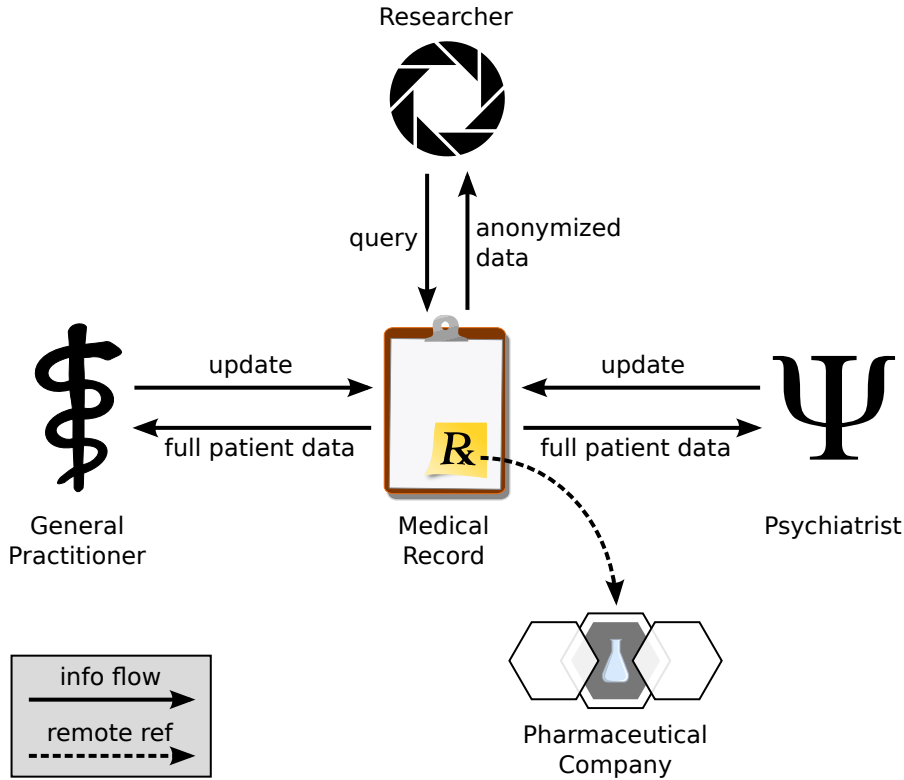 Researcher
query
anonymized
data
update
full patient data
update
full patient data
Rx
Ψ
General
Practitioner
Medical
Record
Psychiatrist
info flow
remote ref
Pharmaceutical
Company